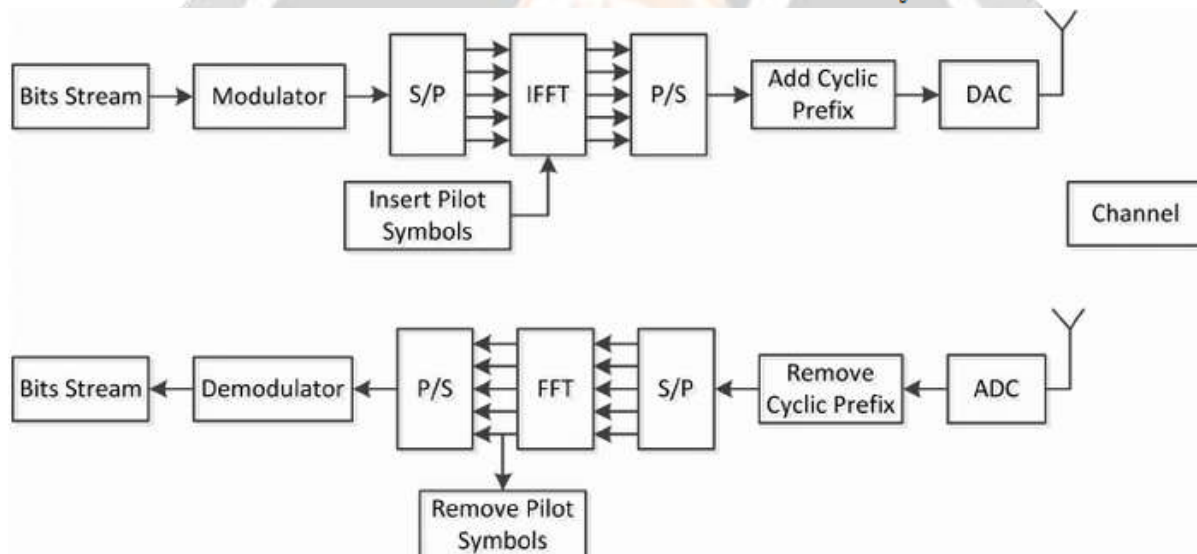 Bits Stream
Modulator
S/P
IFFT
P/S
Add Cyclic
Prefix
DAC
Insert Pilot
Symbols
Channel
Bits Stream
Demodulator
P/S
FFT
S/P
Remove
Cyclic Prefix
ADC
Remove Pilot
Symbols